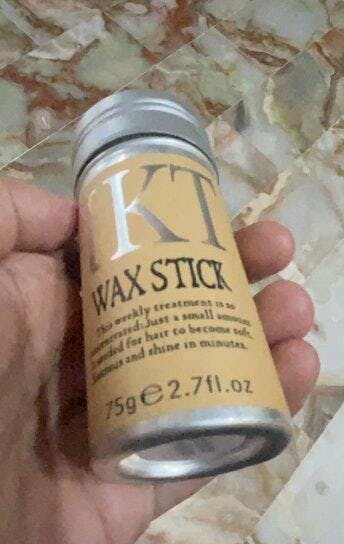 KT
WAX STICK
This weekly treatment is so
concentrated. Just a small amount
is needed for hair to become soft,
and shine in minutes.
75g ℮ 2.7fl.oz